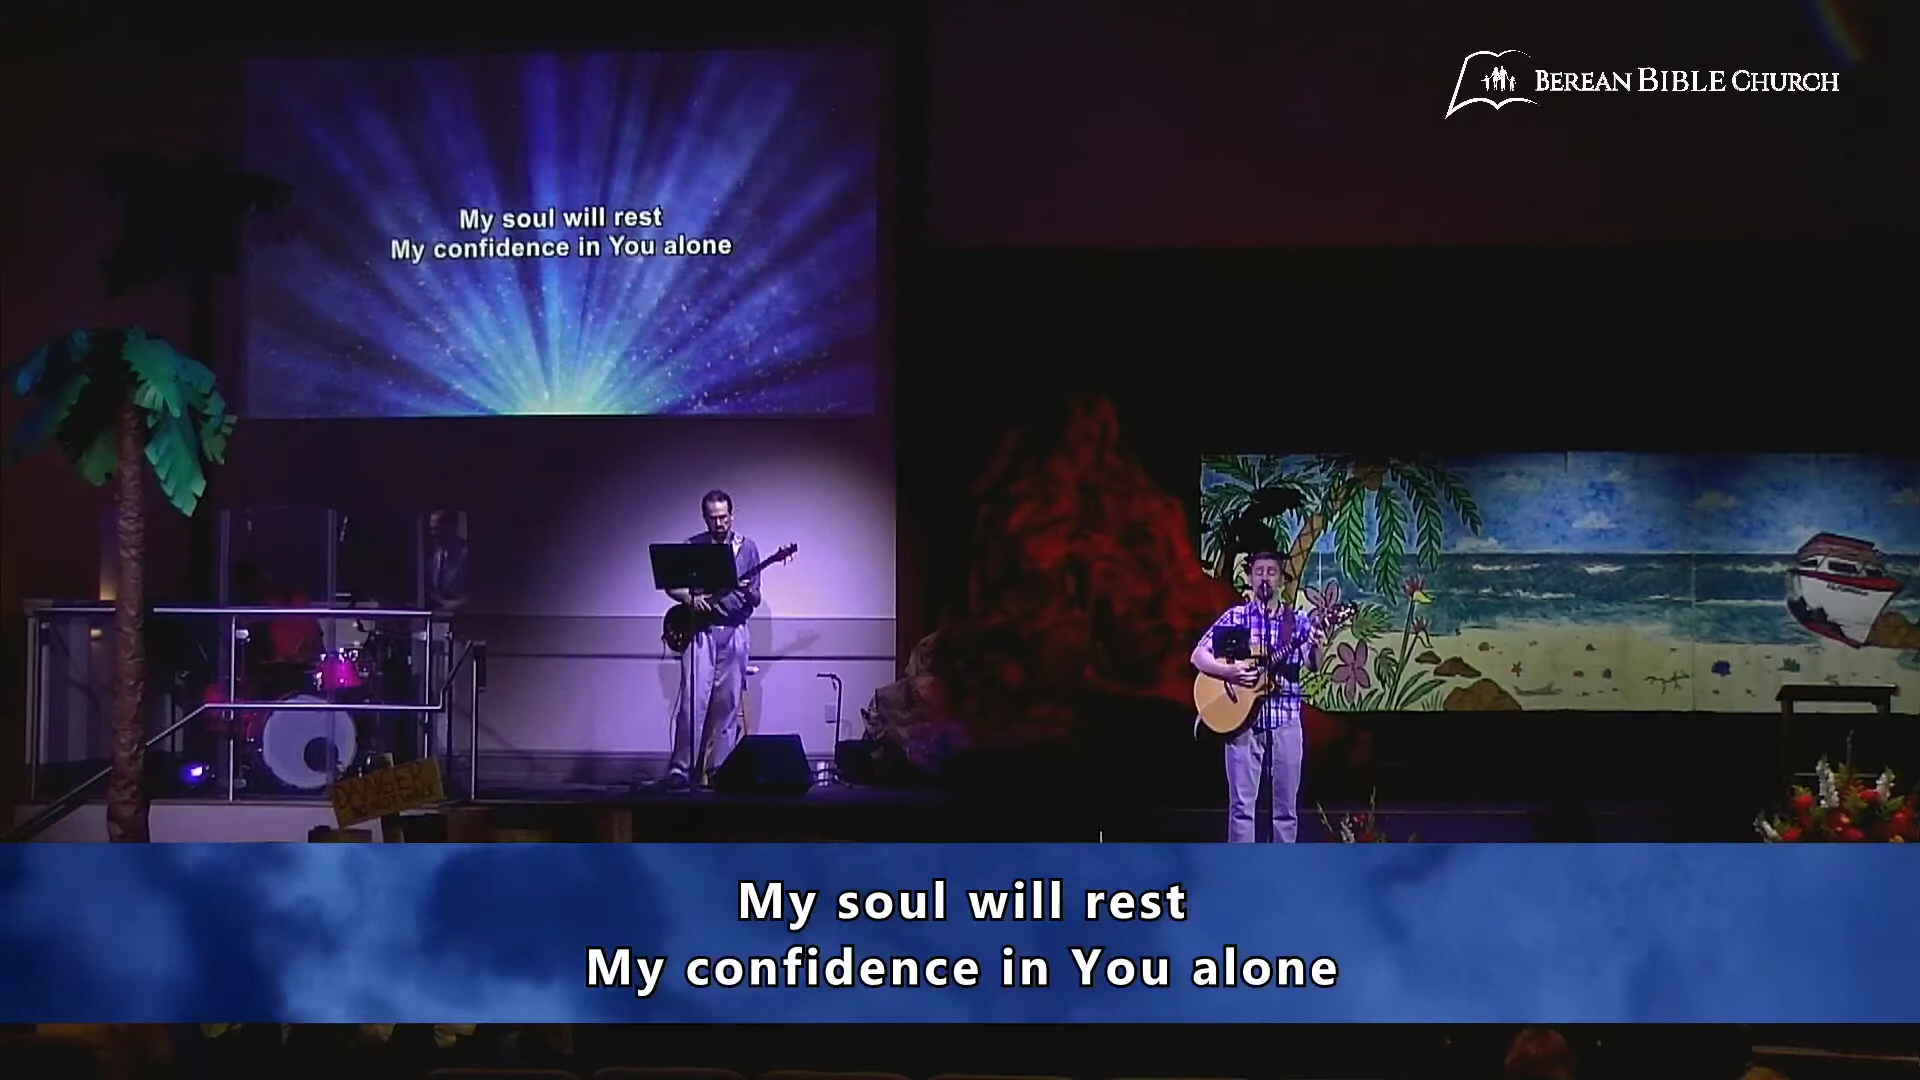 BEREAN BIBLE CHURCH
My soul will rest
My confidence in You alone
DANGER
My soul will rest
My confidence in You alone